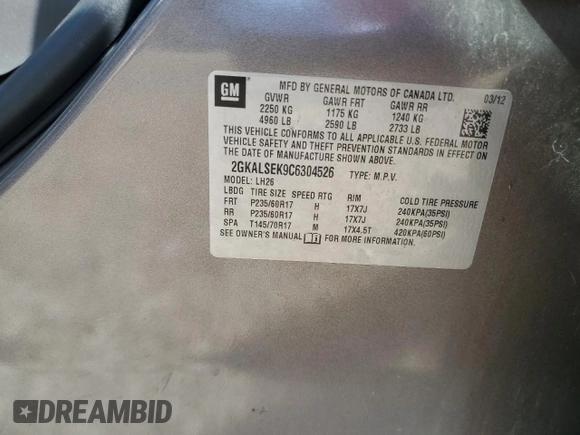 GM
MFD BY GENERAL MOTORS OF CANADA LTD. 03/12
GVWR GAWR FRT GAWR RR
2250 KG 1175 KG 1240 KG
4960 LB 2590 LB 2733 LB
THIS VEHICLE CONFORMS TO ALL APPLICABLE U.S. FEDERAL MOTOR
VEHICLE SAFETY AND THEFT PREVENTION STANDARDS IN EFFECT ON
THE DATE OF MANUFACTURE SHOWN ABOVE.
2GKALSEK9C6304526 TYPE: M.P.V.
MODEL: LH26
LBDG TIRE SIZE SPEED RTG RIM COLD TIRE PRESSURE
FRT P235/60R17 H 17X7J 240KPA(35PSI)
RR P235/60R17 H 17X7J 240KPA(35PSI)
SPA T145/70R17 M 17X4.5T 420KPA(60PSI)
SEE OWNER'S MANUAL FOR MORE INFORMATION.
DREAMBID